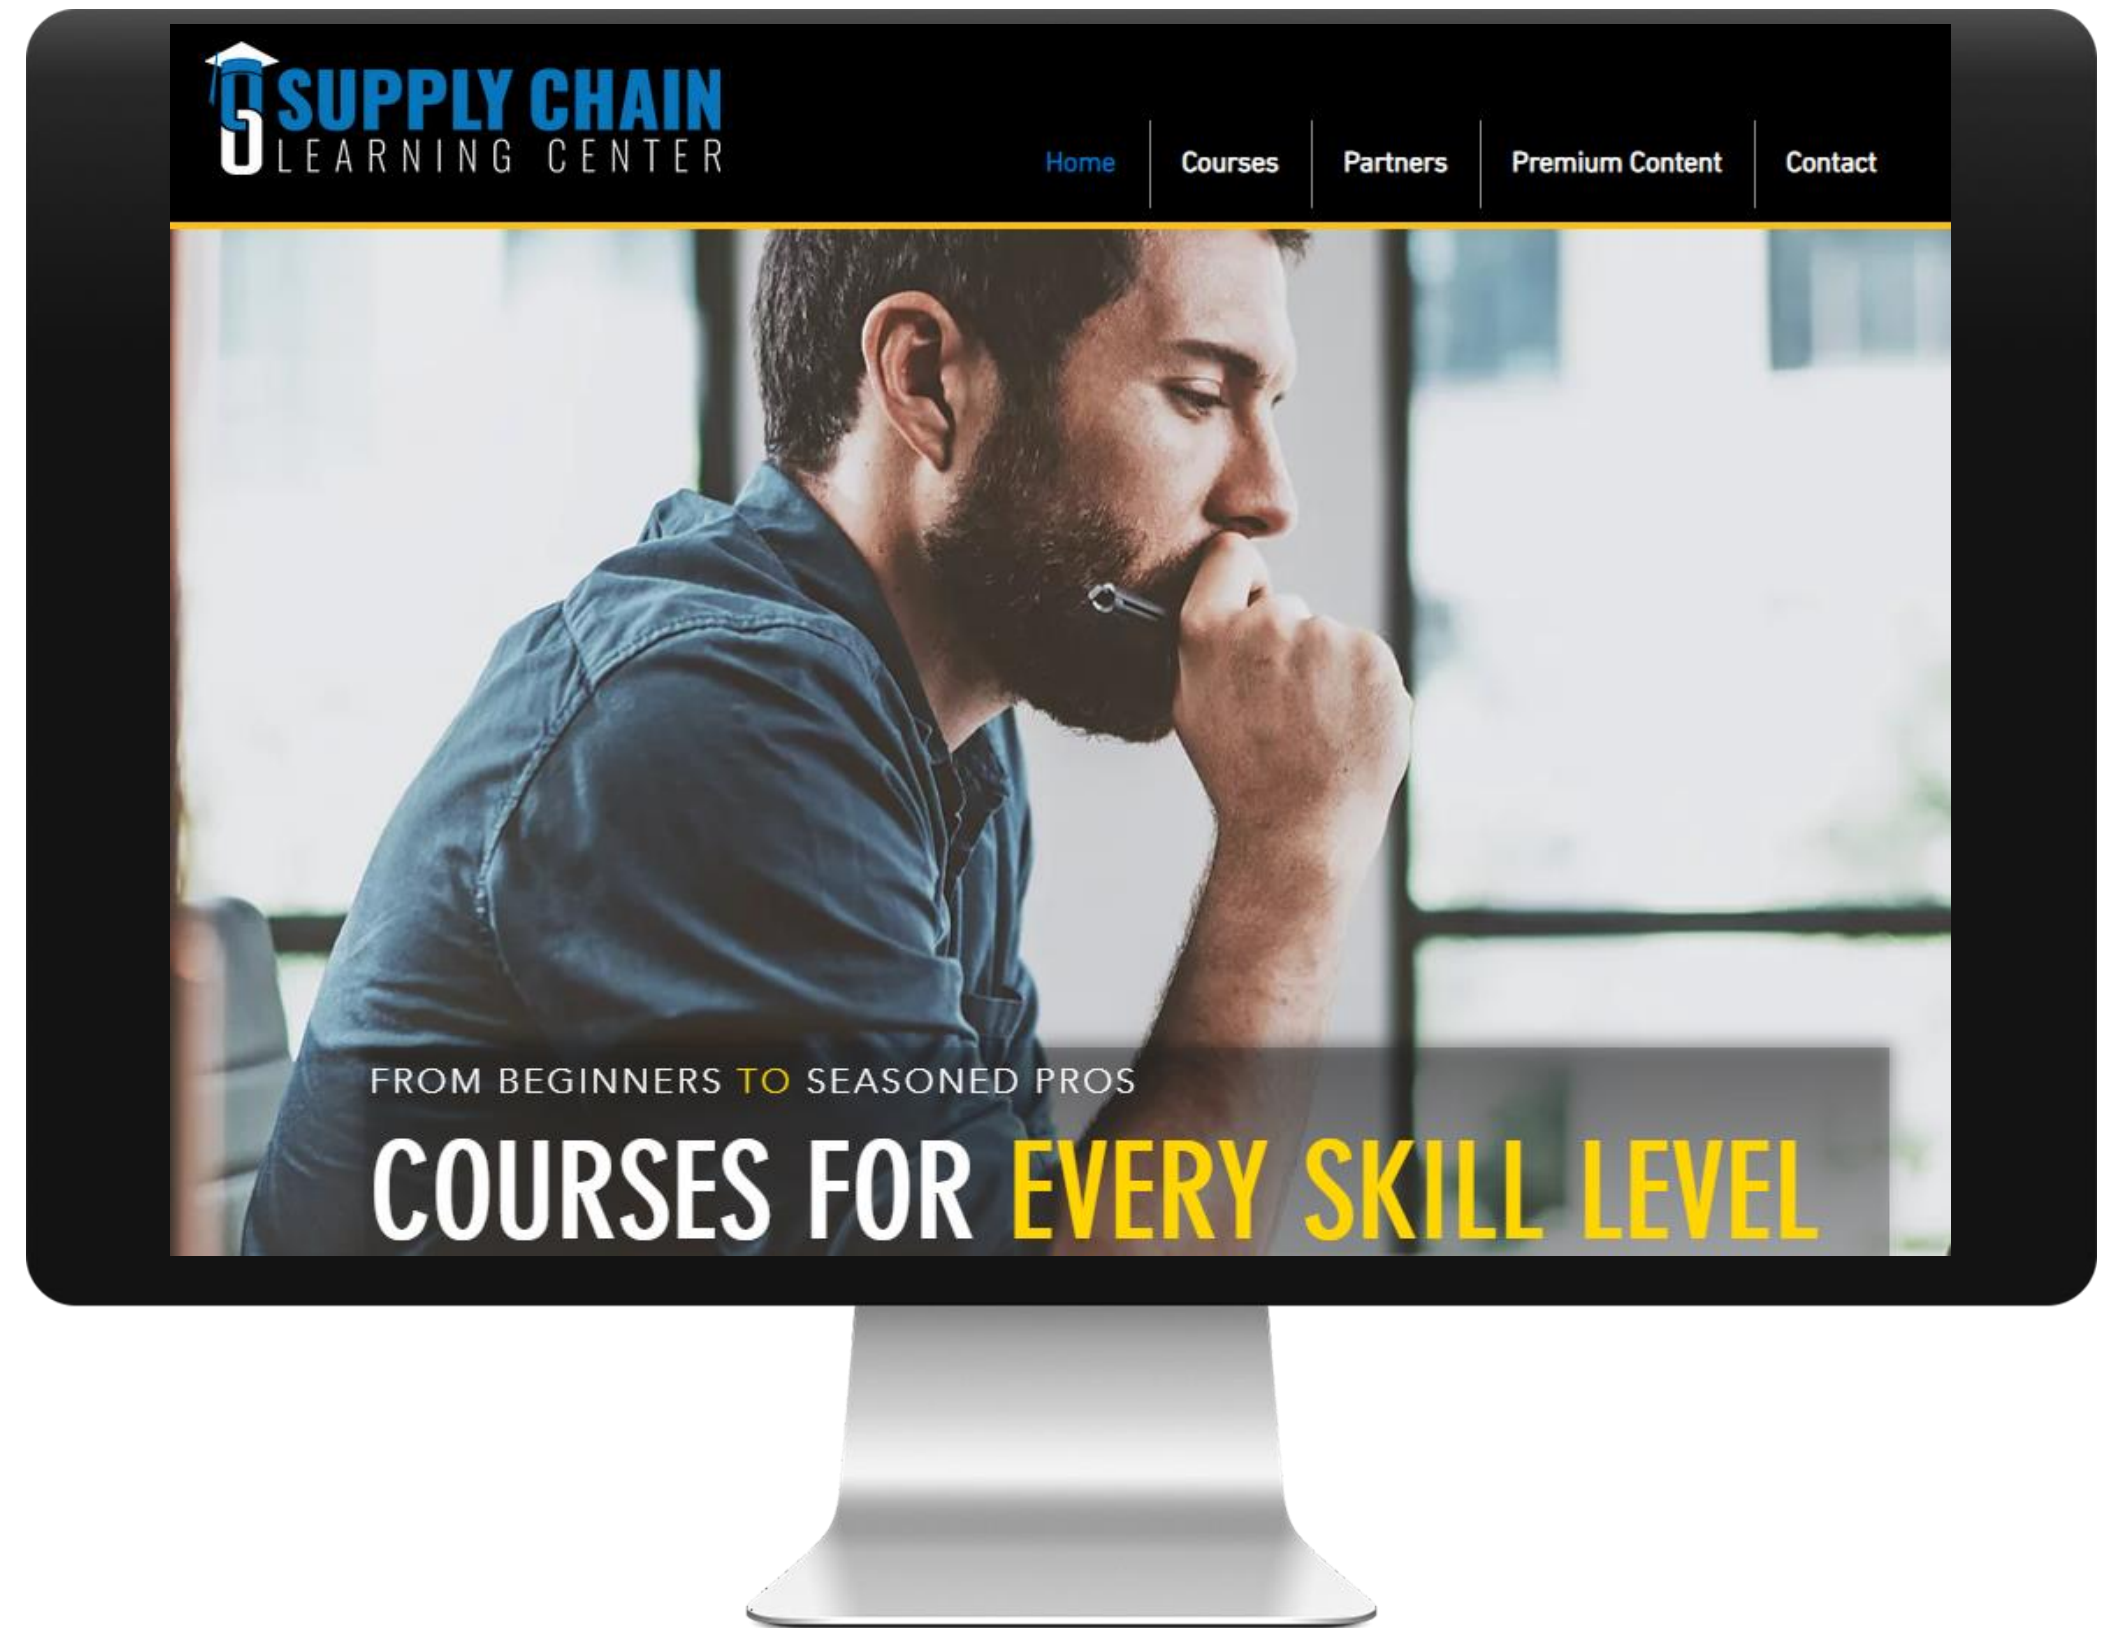 SUPPLY CHAIN
LEARNING CENTER
Home Courses Partners Premium Content Contact
FROM BEGINNERS TO SEASONED PROS
COURSES FOR EVERY SKILL LEVEL